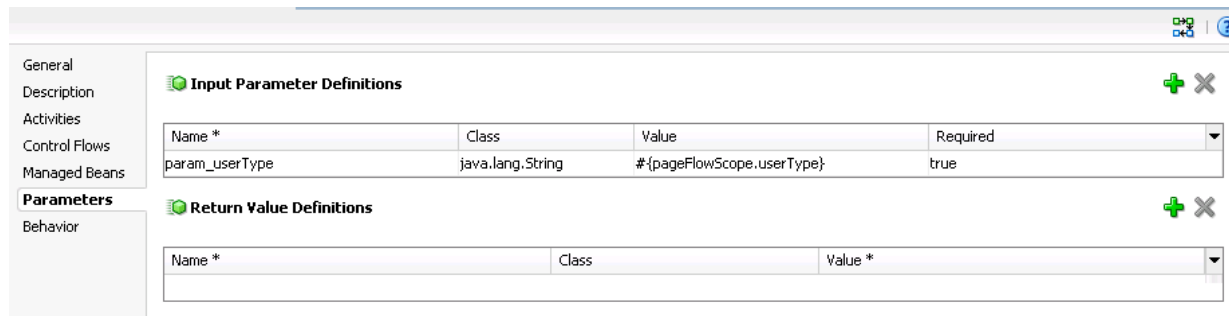 General
Description
Activities
Control Flows
Managed Beans
Parameters
Behavior
Input Parameter Definitions
Name * Class Value Required
param_userType java.lang.String #{pageFlowScope.userType} true
Return Value Definitions
Name * Class Value *